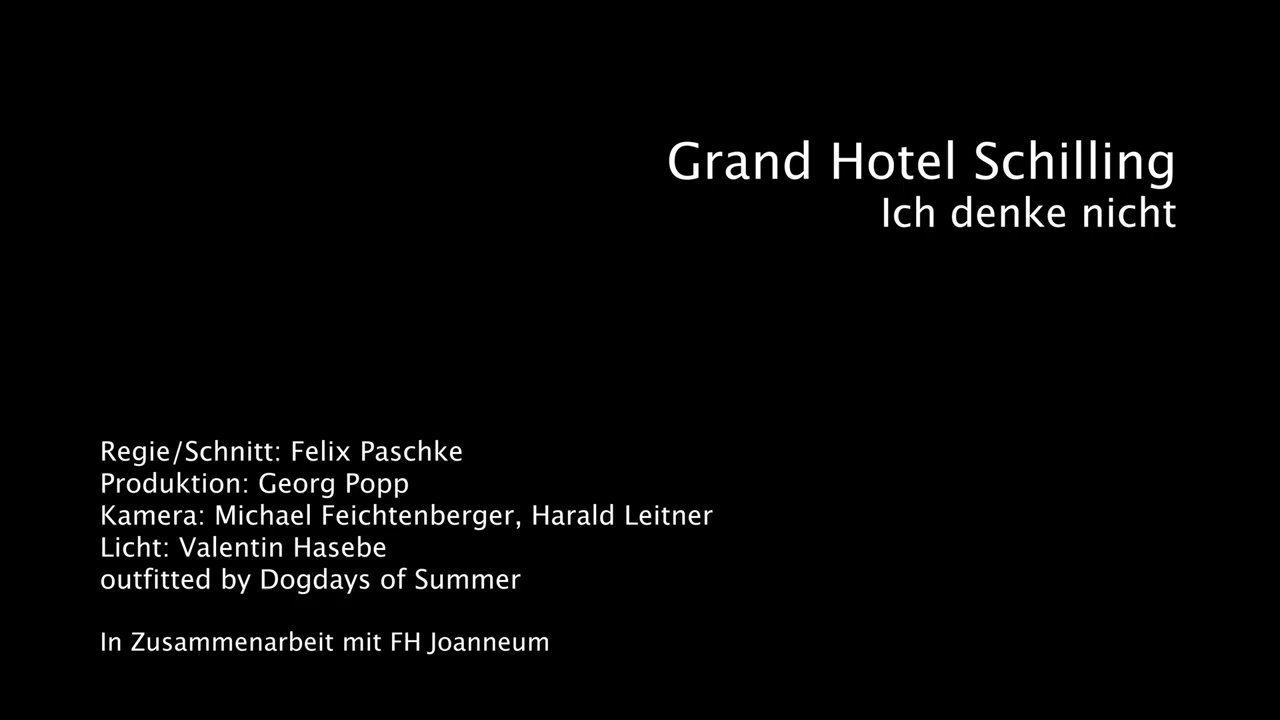 Grand Hotel Schilling
Ich denke nicht
Regie/Schnitt: Felix Paschke
Produktion: Georg Popp
Kamera: Michael Feichtenberger, Harald Leitner
Licht: Valentin Hasebe
outfitted by Dogdays of Summer
In Zusammenarbeit mit FH Joanneum